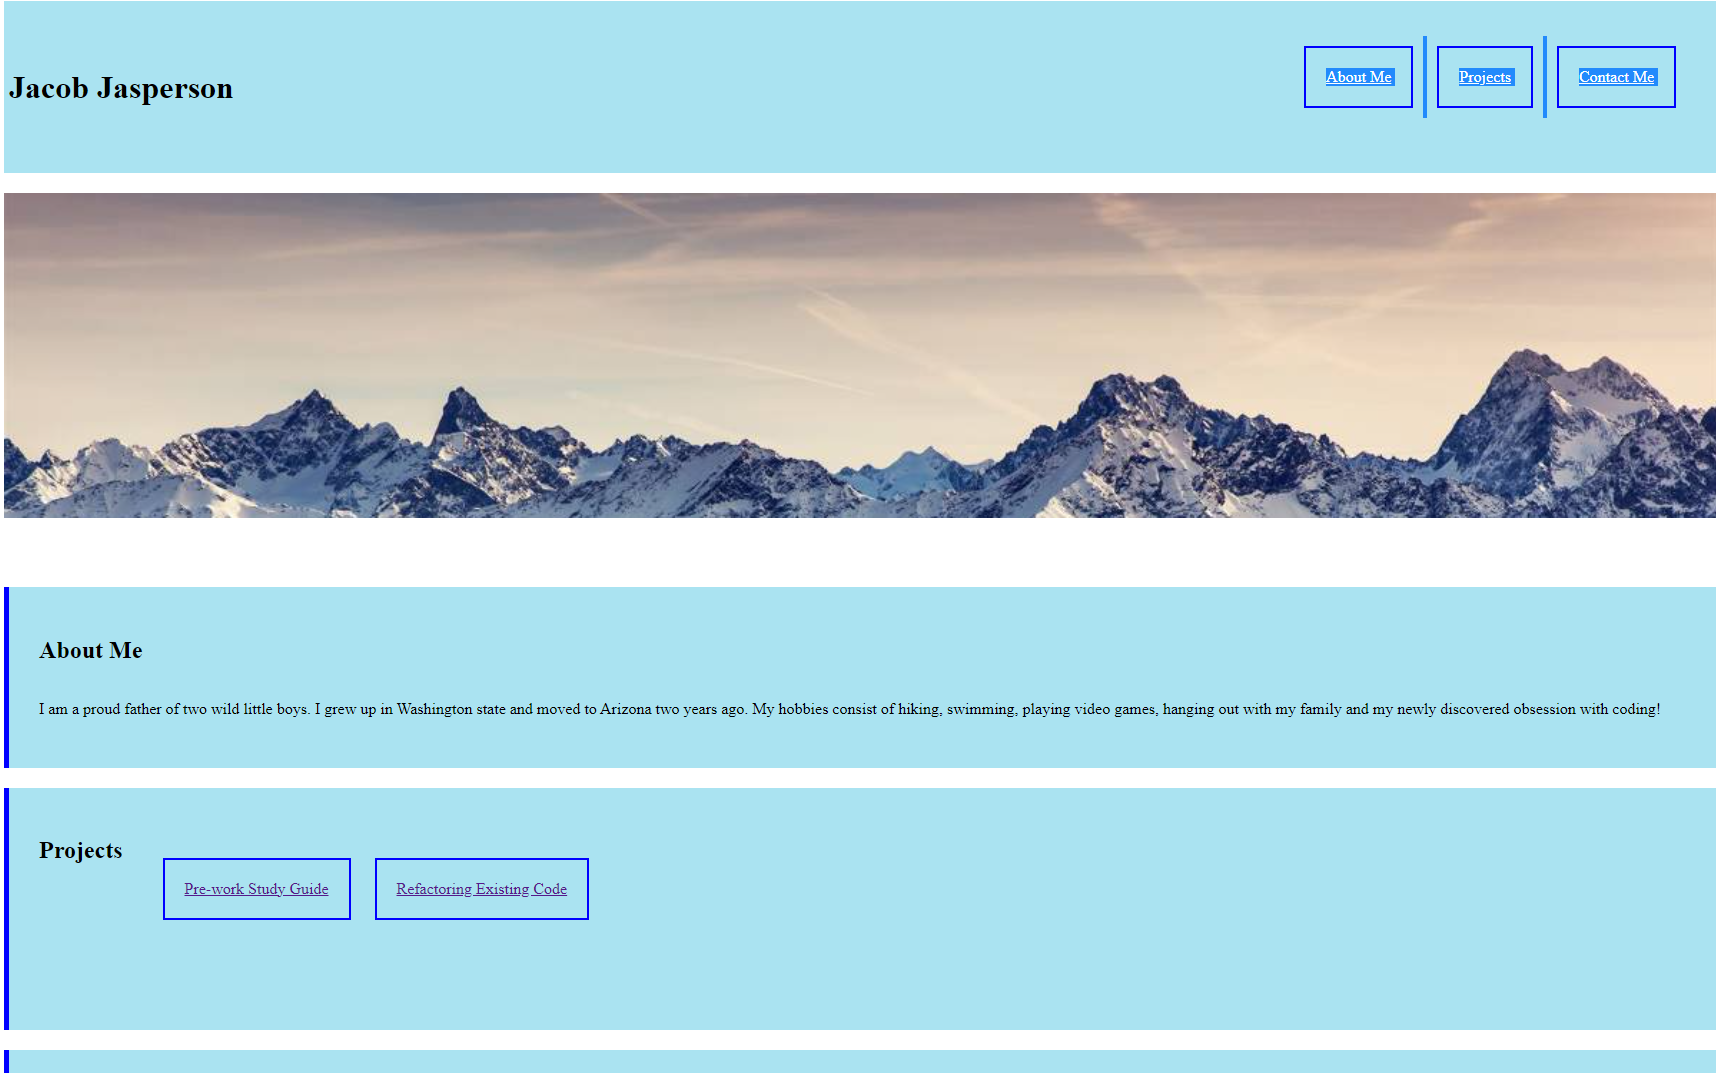 Jacob Jasperson
About Me
Projects
Contact Me
About Me
I am a proud father of two wild little boys. I grew up in Washington state and moved to Arizona two years ago. My hobbies consist of hiking, swimming, playing video games, hanging out with my family and my newly discovered obsession with coding!
Projects
Pre-work Study Guide
Refactoring Existing Code